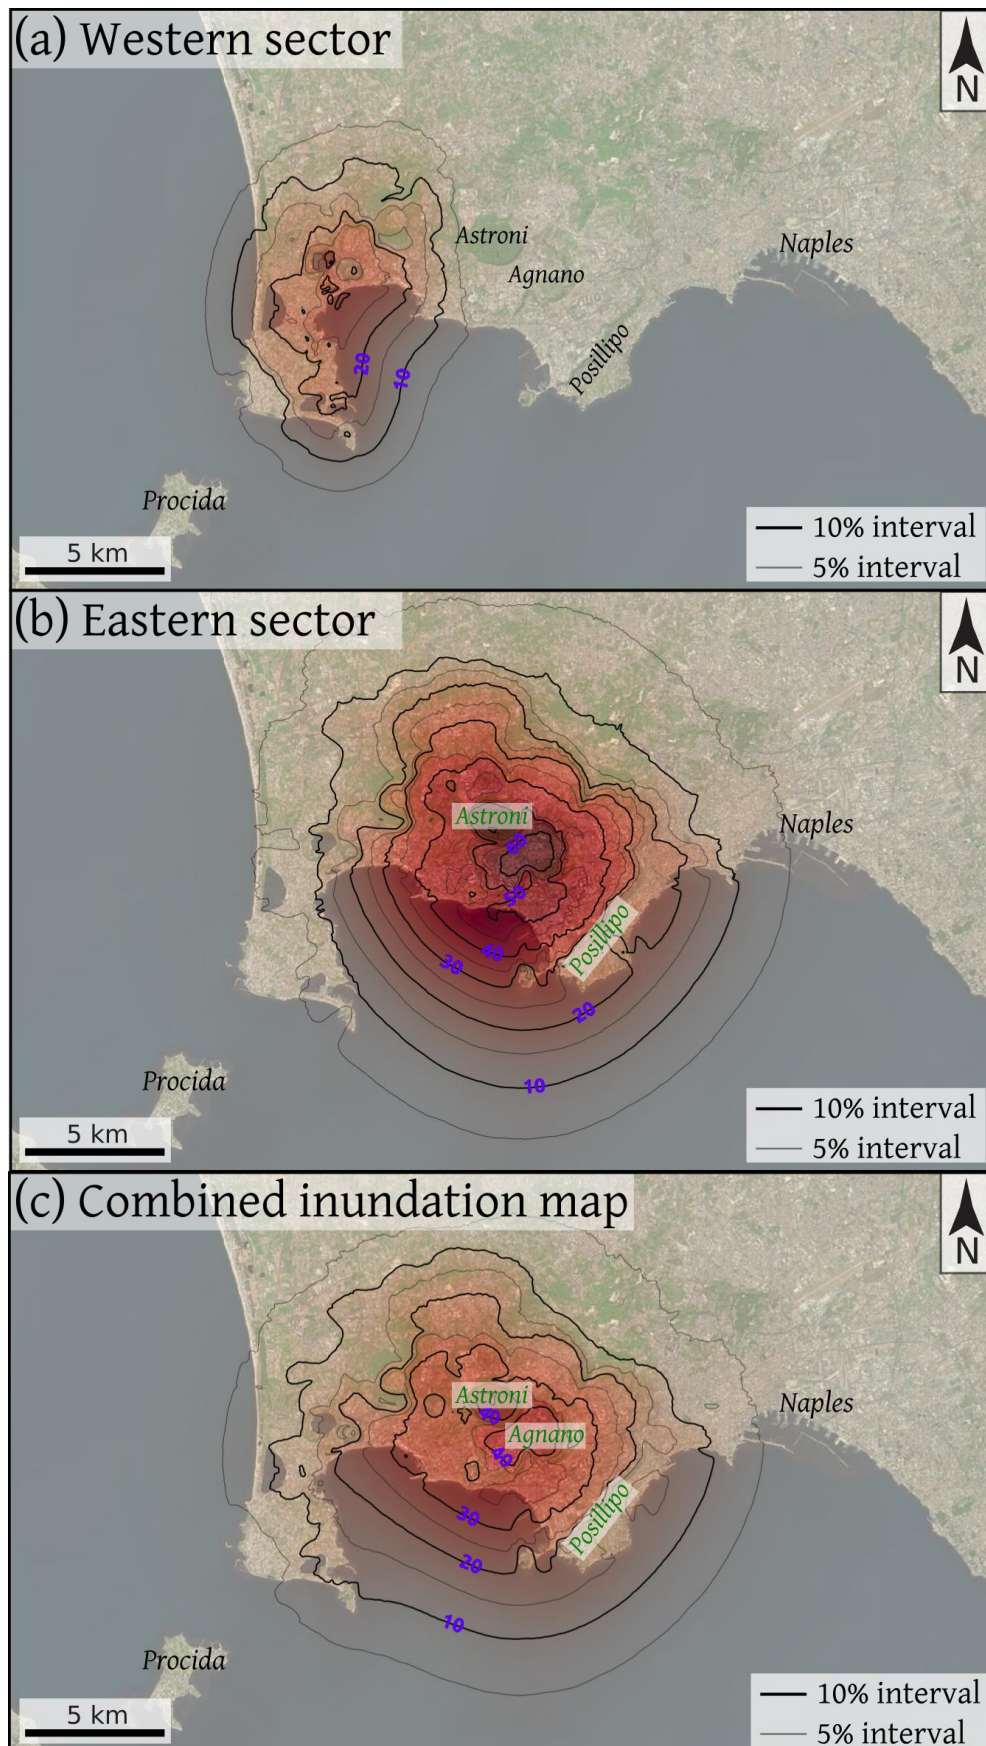 (a) Western sector
N
Astroni
Naples
Agnano
Posillipo
20
10
Procida
5 km
10% interval
5% interval
(b) Eastern sector
N
Astroni
Naples
60
50
Posillipo
40
30
20
10
Procida
5 km
10% interval
5% interval
(c) Combined inundation map
N
Astroni
Naples
40
Agnano
40
Posillipo
30
20
10
Procida
5 km
10% interval
5% interval